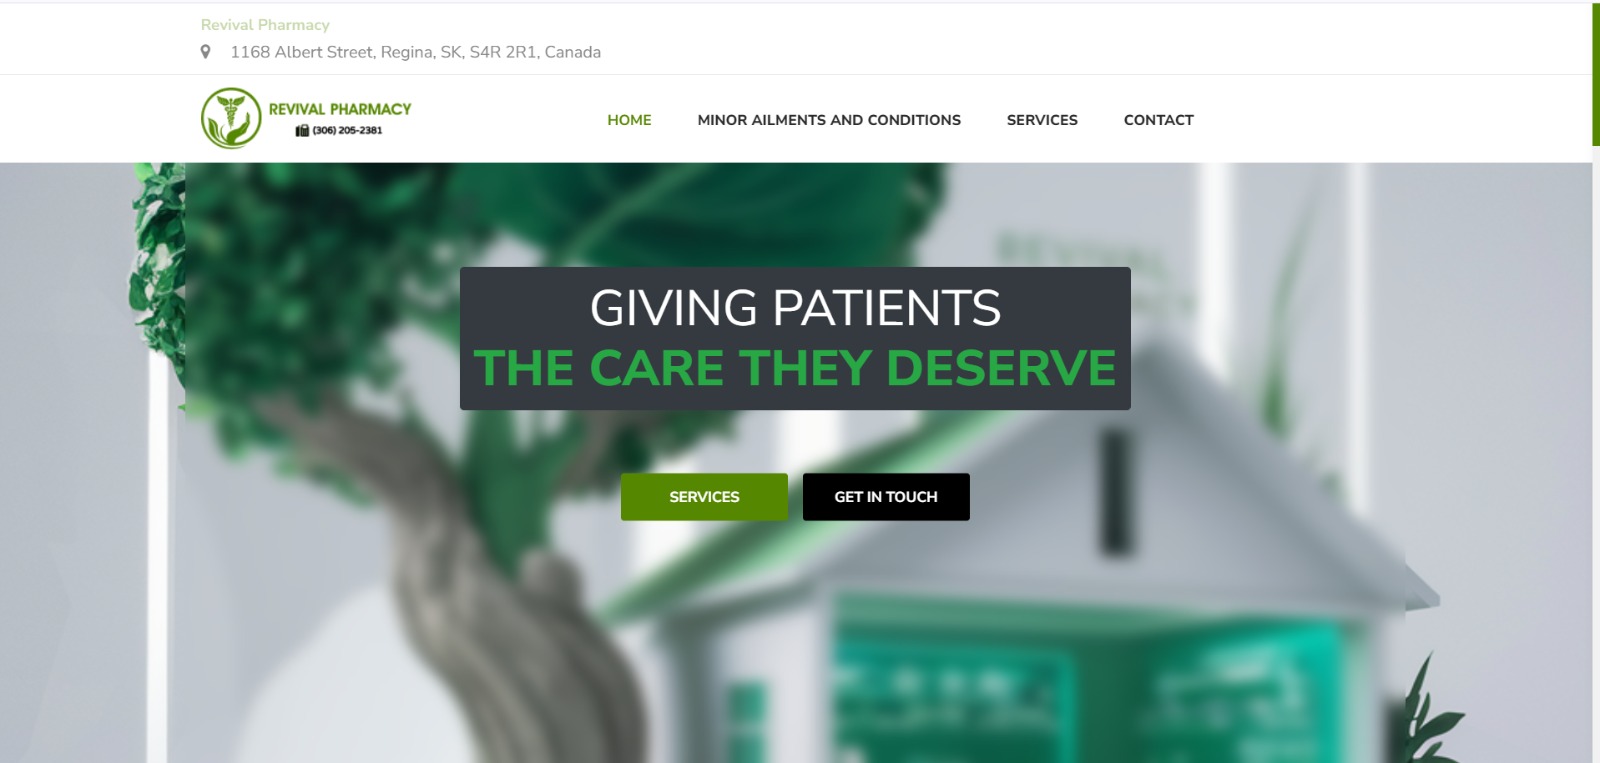 Revival Pharmacy
1168 Albert Street, Regina, SK, S4R 2R1, Canada
REVIVAL PHARMACY
(306) 205-2381
HOME MINOR AILMENTS AND CONDITIONS SERVICES CONTACT
REVIVAL
GIVING PATIENTS
THE CARE THEY DESERVE
SERVICES GET IN TOUCH